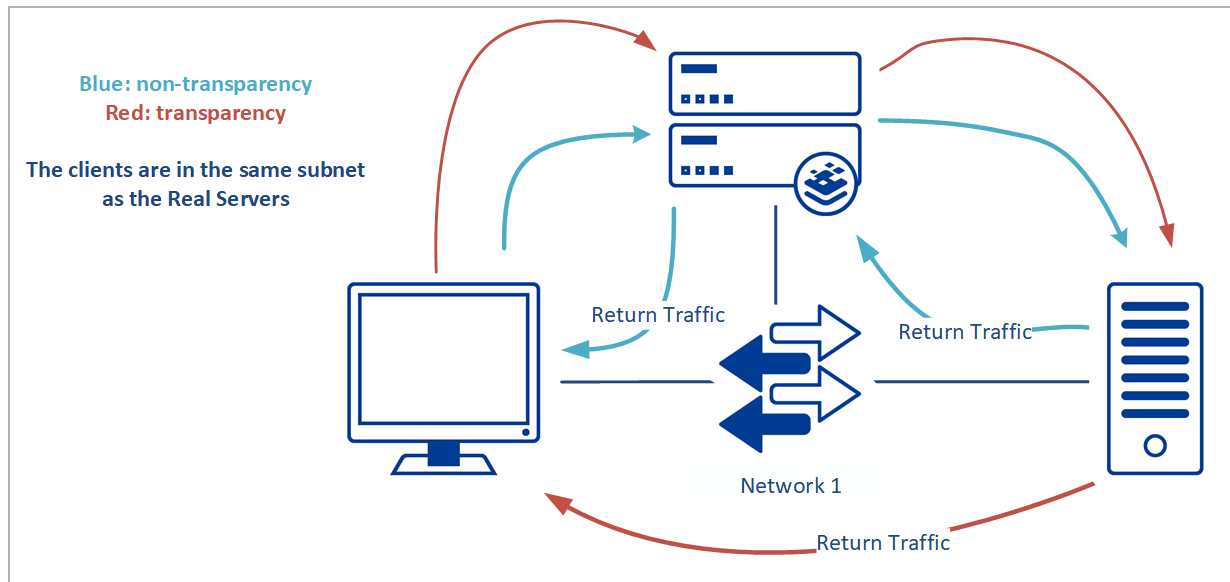 Blue: non-transparency
Red: transparency
The clients are in the same subnet
as the Real Servers
Return Traffic
Return Traffic
Network 1
Return Traffic